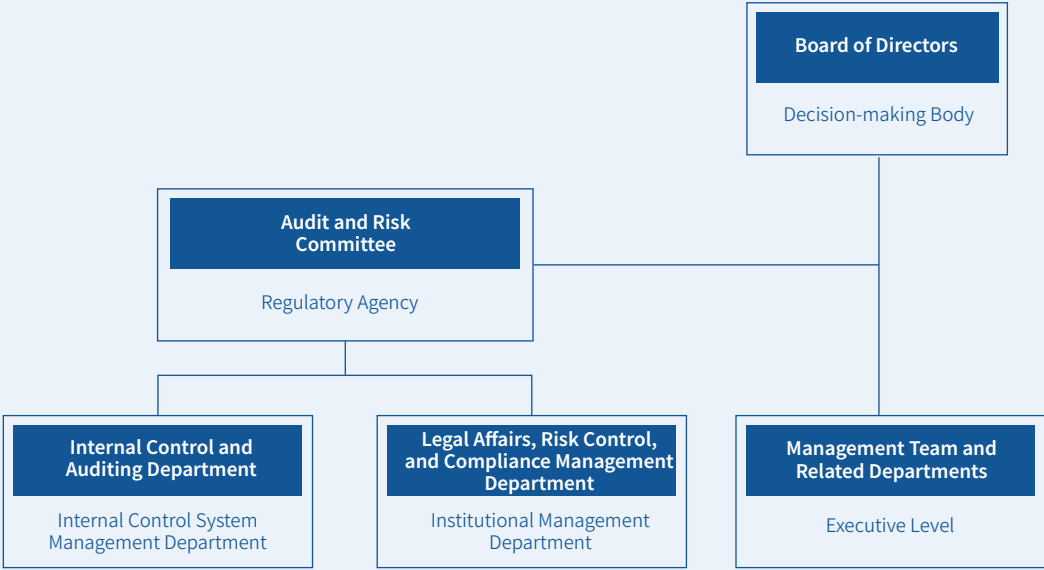 Board of Directors
Decision-making Body
Audit and Risk
Committee
Regulatory Agency
Internal Control and
Auditing Department
Internal Control System
Management Department
Legal Affairs, Risk Control,
and Compliance Management
Department
Institutional Management
Department
Management Team and
Related Departments
Executive Level